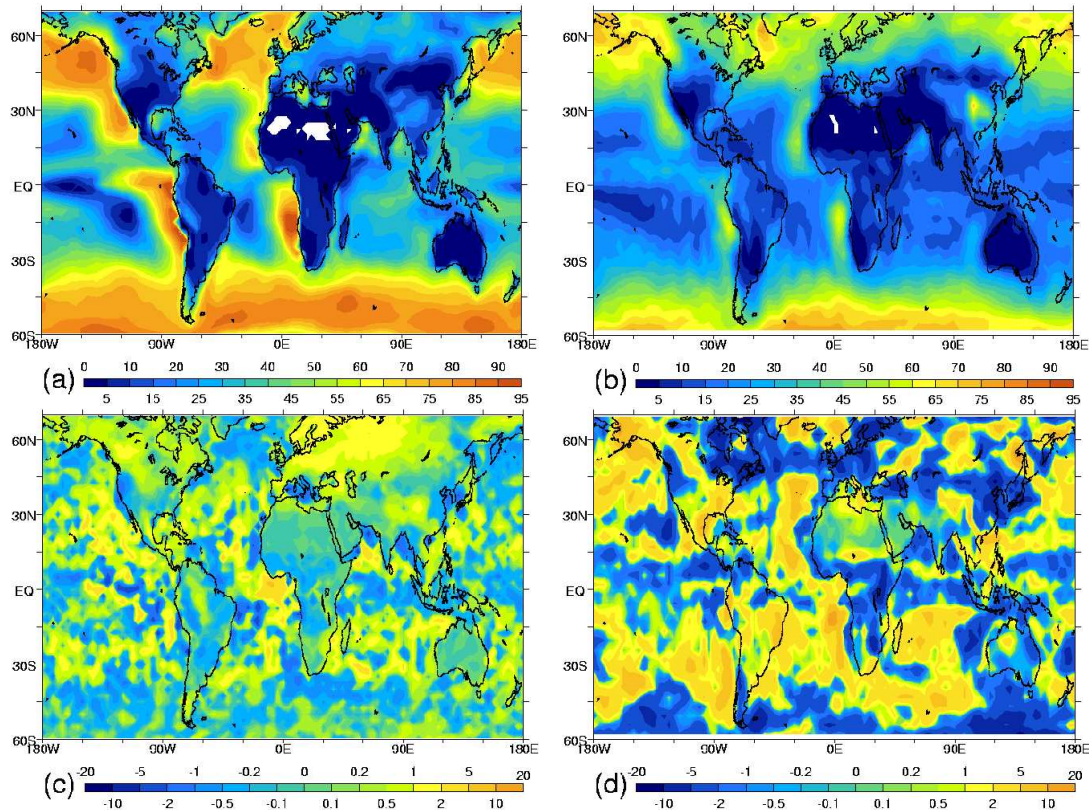 60N
30N
EQ
30S
60S
180W 90W 0E 90E 180E
(a)
0 10 20 30 40 50 60 70 80 90
5 15 25 35 45 55 65 75 85 95
60N
30N
EQ
30S
60S
180W 90W 0E 90E 180E
(b)
0 10 20 30 40 50 60 70 80 90
5 15 25 35 45 55 65 75 85 95
60N
30N
EQ
30S
60S
180W 90W 0E 90E 180E
(c)
-20 -5 -1 -0.2 0 0.2 1 5 20
-10 -2 -0.5 -0.1 0.1 0.5 2 10
60N
30N
EQ
30S
60S
180W 90W 0E 90E 180E
(d)
-20 -5 -1 -0.2 0 0.2 1 5 20
-10 -2 -0.5 -0.1 0.1 0.5 2 10